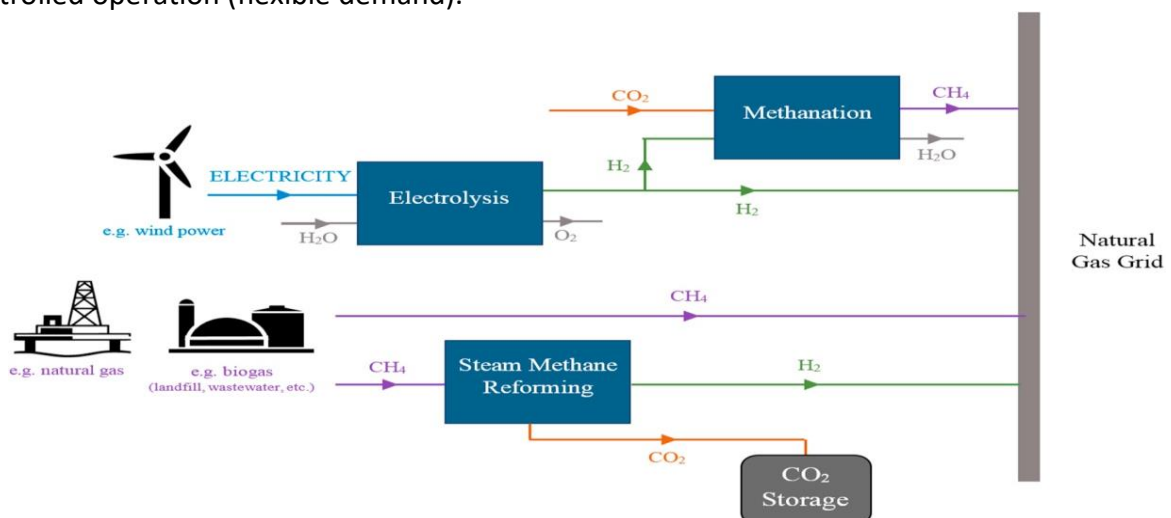 trolled operation (flexible demand).
CO₂
Methanation
CH₄
H₂O
H₂
ELECTRICITY
Electrolysis
H₂
e.g. wind power
H₂O
O₂
Natural
Gas Grid
CH₄
e.g. natural gas
e.g. biogas
(landfill, wastewater, etc.)
CH₄
Steam Methane
Reforming
H₂
CO₂
CO₂
Storage